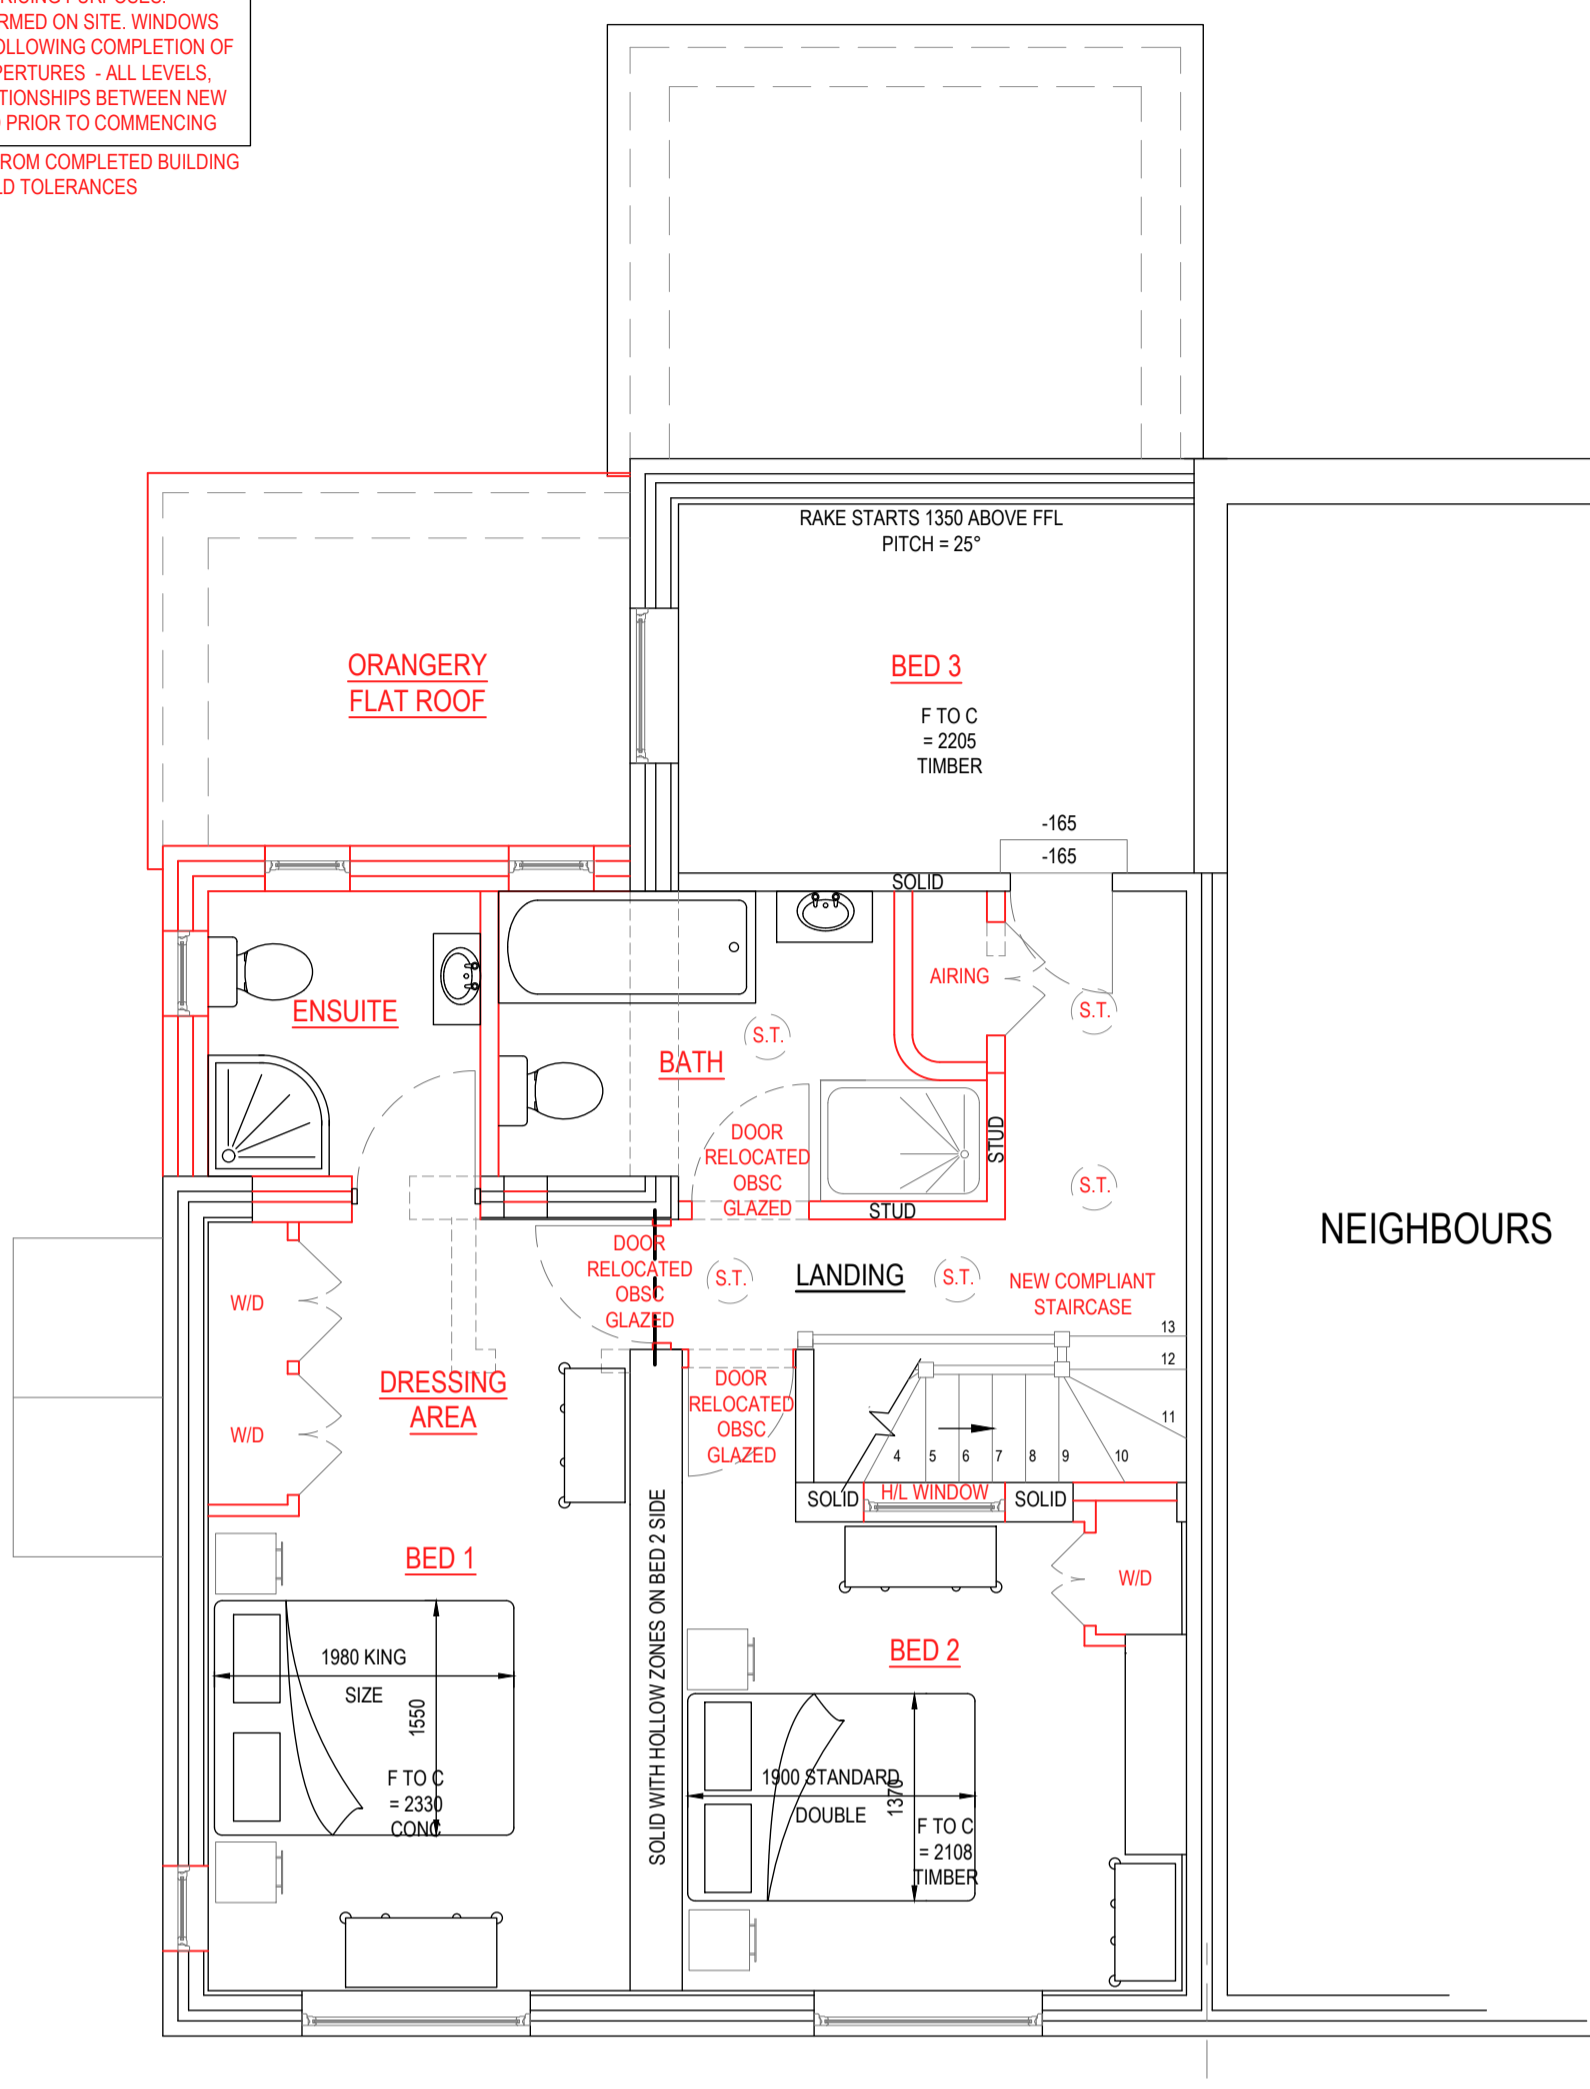 RMED ON SITE. WINDOWS
OLLOWING COMPLETION OF
PERTURES - ALL LEVELS,
TIONSHIPS BETWEEN NEW
PRIOR TO COMMENCING
ROM COMPLETED BUILDING
LD TOLERANCES
RAKE STARTS 1350 ABOVE FFL
PITCH = 25°
ORANGERY
FLAT ROOF
BED 3
F TO C
= 2205
TIMBER
-165
-165
SOLID
AIRING
S.T.
ENSUITE
S.T.
BATH
DOOR
RELOCATED
OBSC
GLAZED
STUD
S.T.
STUD
NEIGHBOURS
DOOR
RELOCATED
OBSC
GLAZED
S.T.
LANDING
S.T.
NEW COMPLIANT
STAIRCASE
W/D
13
12
DRESSING
AREA
DOOR
RELOCATED
OBSC
GLAZED
11
W/D
4 5 6 7 8 9 10
SOLID
H/L WINDOW
SOLID
SOLID WITH HOLLOW ZONES ON BED 2 SIDE
BED 1
W/D
BED 2
1980 KING
SIZE
1550
F TO C
= 2330
CONC
1900 STANDARD
DOUBLE
1370
F TO C
= 2108
TIMBER